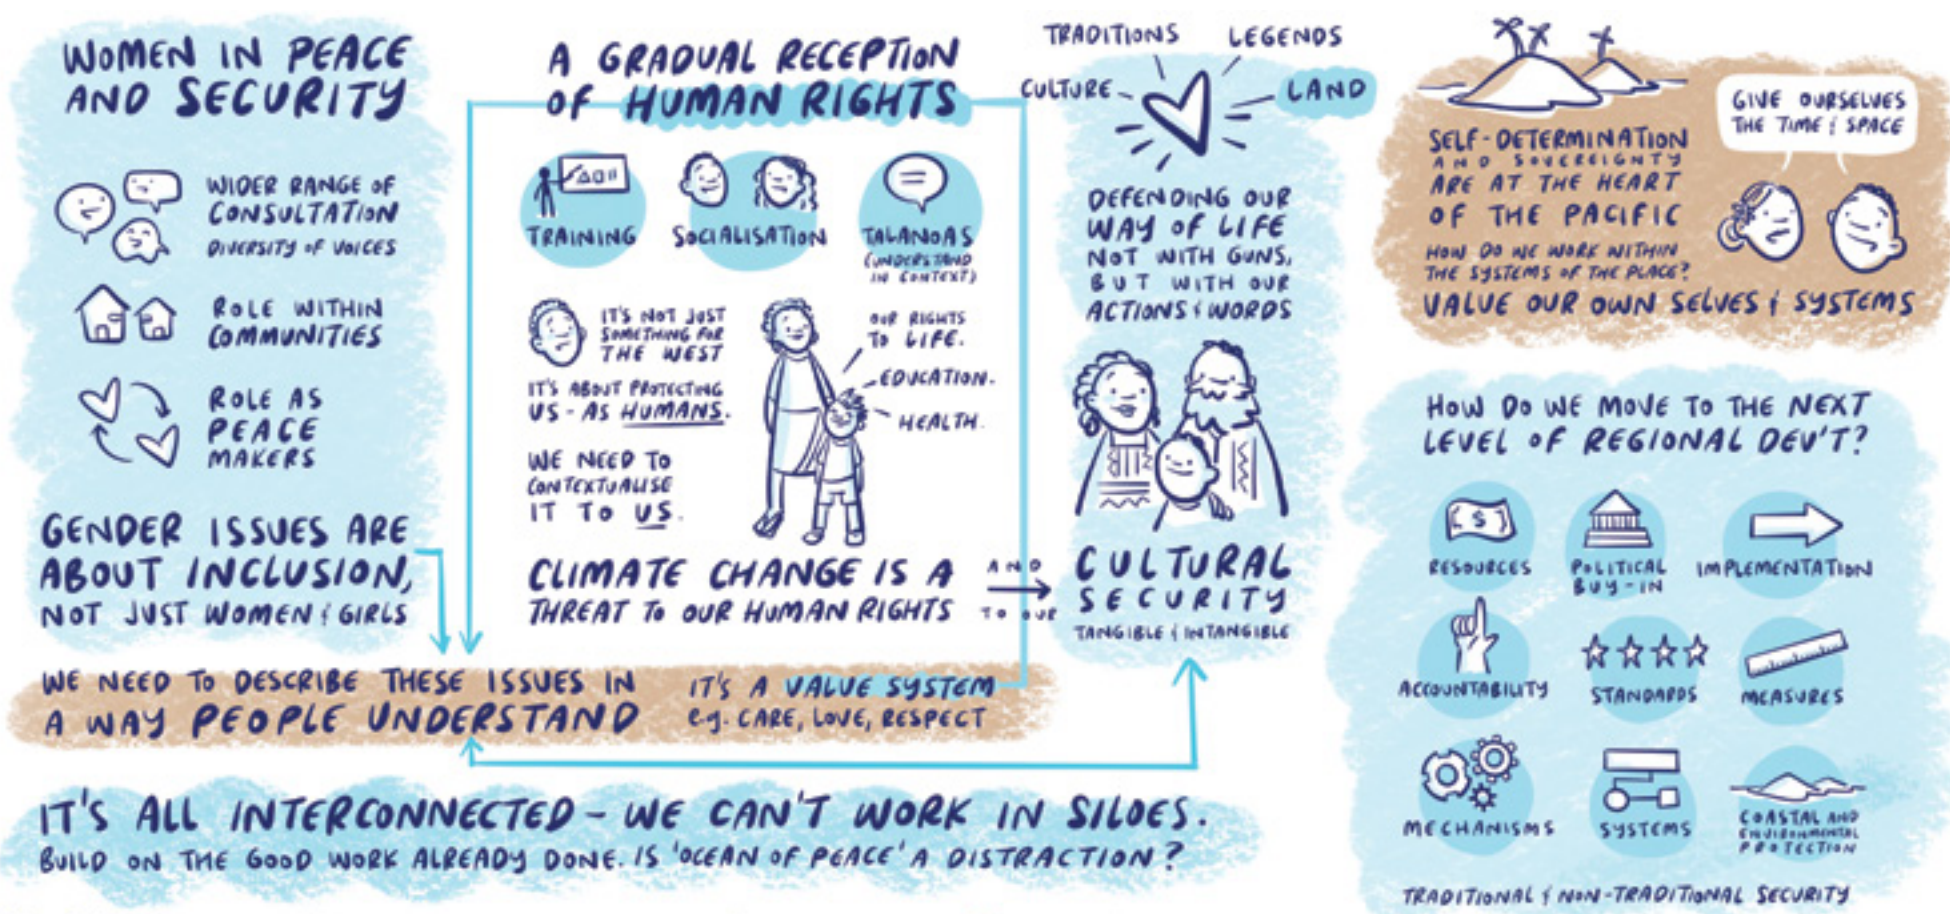 WOMEN IN PEACE
AND SECURITY
WIDER RANGE OF
CONSULTATION
DIVERSITY OF VOICES
ROLE WITHIN
COMMUNITIES
ROLE AS
PEACE
MAKERS
GENDER ISSUES ARE
ABOUT INCLUSION,
NOT JUST WOMEN & GIRLS
A GRADUAL RECEPTION
OF HUMAN RIGHTS
TRAINING
SOCIALISATION
TALANOAS
(UNDERSTAND
IN CONTEXT)
IT'S NOT JUST
SOMETHING FOR
THE WEST
IT'S ABOUT PROTECTING
US - AS HUMANS.
WE NEED TO
CONTEXTUALISE
IT TO US.
OUR RIGHTS
TO LIFE.
EDUCATION.
HEALTH.
CLIMATE CHANGE IS A
THREAT TO OUR HUMAN RIGHTS
AND
TO OUR
TRADITIONS
LEGENDS
CULTURE
LAND
DEFENDING OUR
WAY OF LIFE
NOT WITH GUNS,
BUT WITH OUR
ACTIONS & WORDS
CULTURAL
SECURITY
TANGIBLE & INTANGIBLE
WE NEED TO DESCRIBE THESE ISSUES IN
A WAY PEOPLE UNDERSTAND
IT'S A VALUE SYSTEM
e.g. CARE, LOVE, RESPECT
IT'S ALL INTERCONNECTED - WE CAN'T WORK IN SILOES.
BUILD ON THE GOOD WORK ALREADY DONE. IS 'OCEAN OF PEACE' A DISTRACTION?
GIVE OURSELVES
THE TIME & SPACE
SELF-DETERMINATION
AND SOVEREIGNTY
ARE AT THE HEART
OF THE PACIFIC
HOW DO WE WORK WITHIN
THE SYSTEMS OF THE PLACE?
VALUE OUR OWN SELVES & SYSTEMS
HOW DO WE MOVE TO THE NEXT
LEVEL OF REGIONAL DEV'T?
$
RESOURCES
POLITICAL
BUY-IN
IMPLEMENTATION
ACCOUNTABILITY
STANDARDS
MEASURES
MECHANISMS
SYSTEMS
COASTAL AND
ENVIRONMENTAL
PROTECTION
TRADITIONAL & NON-TRADITIONAL SECURITY